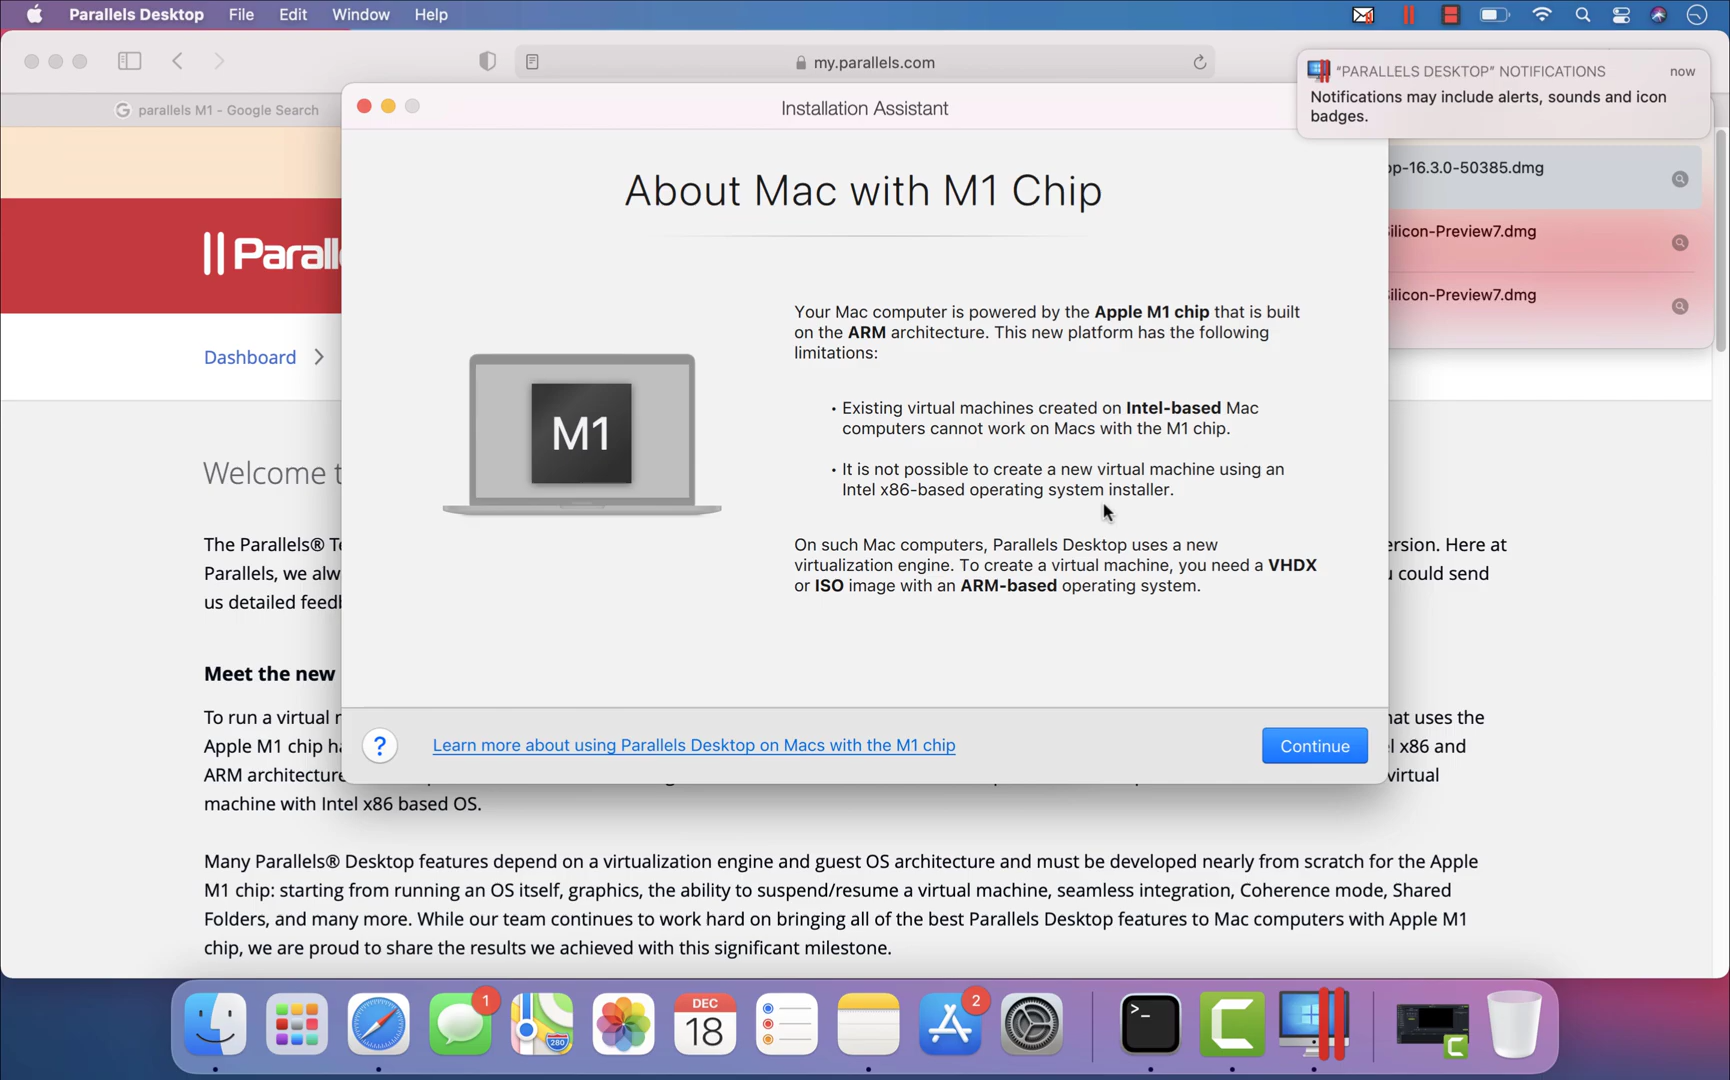 Parallels Desktop File Edit Window Help
my.parallels.com
parallels M1 - Google Search
Installation Assistant
"PARALLELS DESKTOP" NOTIFICATIONS now
Notifications may include alerts, sounds and icon
badges.
op-16.3.0-50385.dmg
ilicon-Preview7.dmg
ilicon-Preview7.dmg
Parall
Dashboard
About Mac with M1 Chip
M1
Your Mac computer is powered by the Apple M1 chip that is built
on the ARM architecture. This new platform has the following
limitations:
• Existing virtual machines created on Intel-based Mac
computers cannot work on Macs with the M1 chip.
• It is not possible to create a new virtual machine using an
Intel x86-based operating system installer.
On such Mac computers, Parallels Desktop uses a new
virtualization engine. To create a virtual machine, you need a VHDX
or ISO image with an ARM-based operating system.
? Learn more about using Parallels Desktop on Macs with the M1 chip Continue
Welcome t
The Parallels® T ersion. Here at
Parallels, we alw u could send
us detailed feedb
Meet the new
To run a virtual r hat uses the
Apple M1 chip ha l x86 and
ARM architecture virtual
machine with Intel x86 based OS.
Many Parallels® Desktop features depend on a virtualization engine and guest OS architecture and must be developed nearly from scratch for the Apple
M1 chip: starting from running an OS itself, graphics, the ability to suspend/resume a virtual machine, seamless integration, Coherence mode, Shared
Folders, and many more. While our team continues to work hard on bringing all of the best Parallels Desktop features to Mac computers with Apple M1
chip, we are proud to share the results we achieved with this significant milestone.
1
280
DEC
18
2
>_
C
C